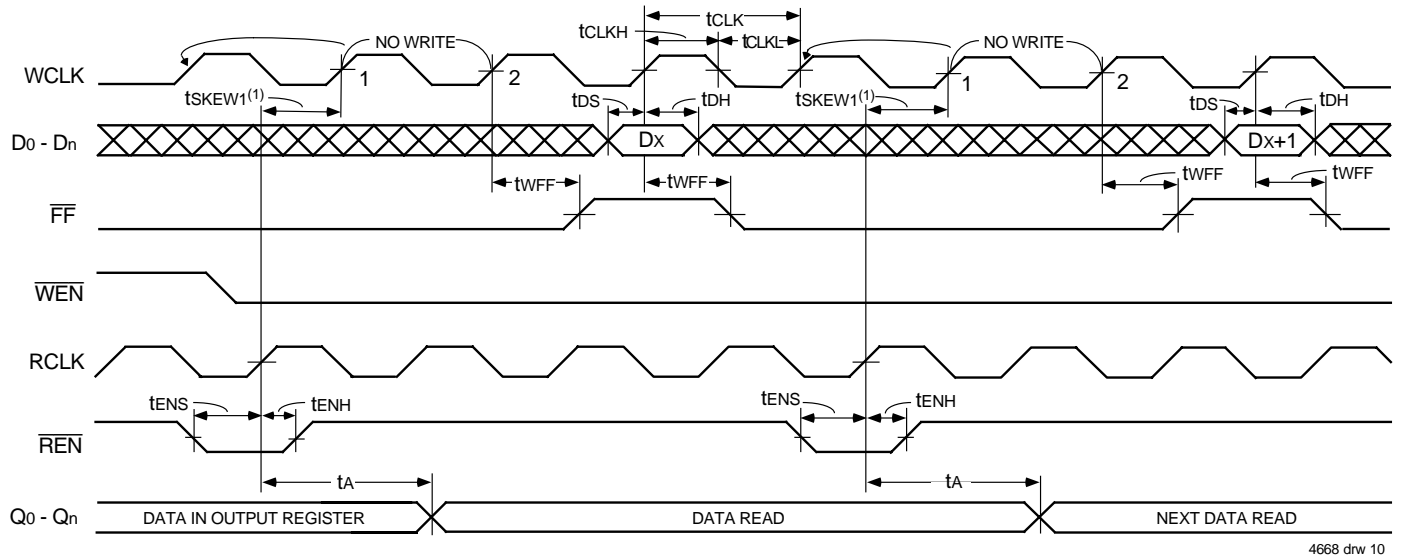 tCLK
tCLKH tCLKL
NO WRITE NO WRITE
WCLK 1 2 1 2
tSKEW1(1) tDS tDH tSKEW1(1) tDS tDH
D0 - Dn DX DX+1
tWFF tWFF tWFF tWFF
FF
WEN
RCLK
tENS tENH tENS tENH
REN
tA tA
Q0 - Qn DATA IN OUTPUT REGISTER DATA READ NEXT DATA READ
4668 drw 10